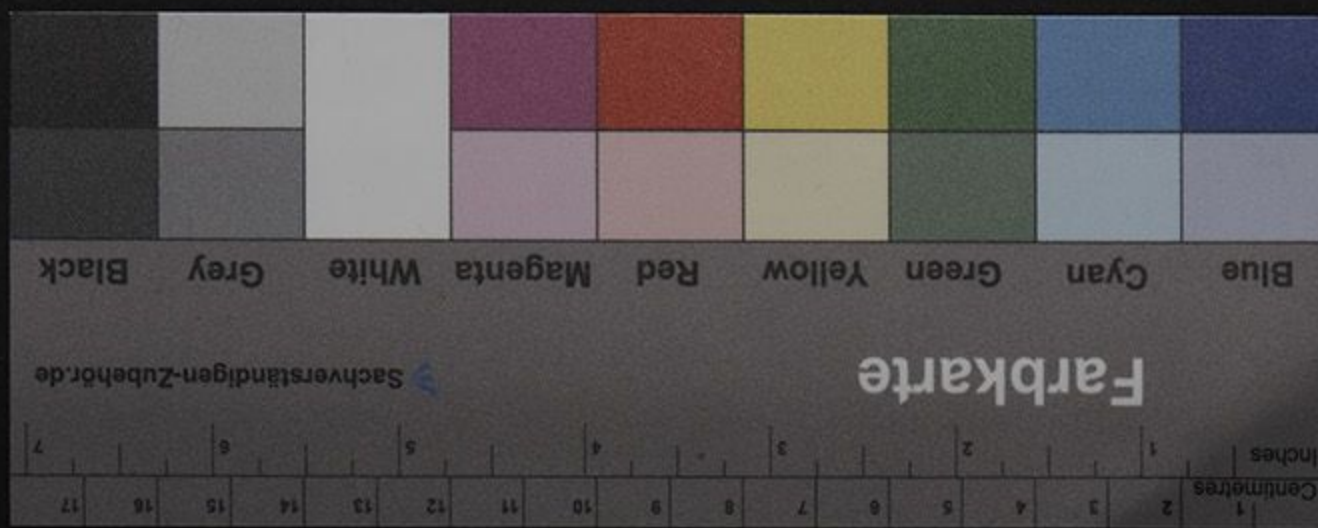 Centimetres 1 2 3 4 5 6 7 8 9 10 11 12 13 14 15 16 17
Inches 1 2 3 4 5 6 7
Farbkarte Sachverständigen-Zubehör.de
Blue Cyan Green Yellow Red Magenta White Grey Black